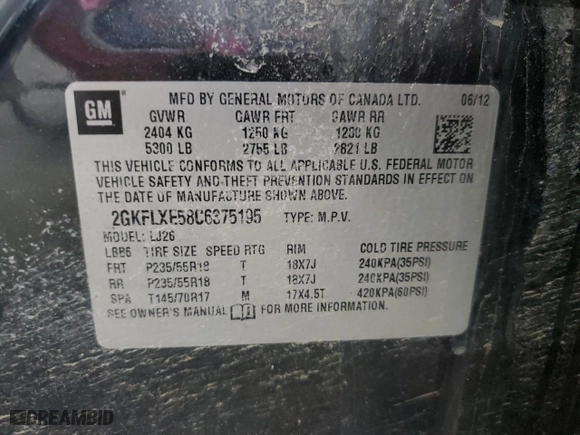 GM
MFD BY GENERAL MOTORS OF CANADA LTD. 06/12
GVWR GAWR FRT GAWR RR
2404 KG 1250 KG 1280 KG
5300 LB 2755 LB 2821 LB
THIS VEHICLE CONFORMS TO ALL APPLICABLE U.S. FEDERAL MOTOR
VEHICLE SAFETY AND THEFT PREVENTION STANDARDS IN EFFECT ON
THE DATE OF MANUFACTURE SHOWN ABOVE.
2GKFLXE58C6375195 TYPE: M.P.V.
MODEL: LJ26
TIRE SIZE SPEED RTG RIM COLD TIRE PRESSURE
FRT P235/55R18 T 18X7J 240KPA(35PSI)
RR P235/55R18 T 18X7J 240KPA(35PSI)
SPA T145/70R17 M 17X4.5T 420KPA(60PSI)
SEE OWNER'S MANUAL FOR MORE INFORMATION.
DREAMBID